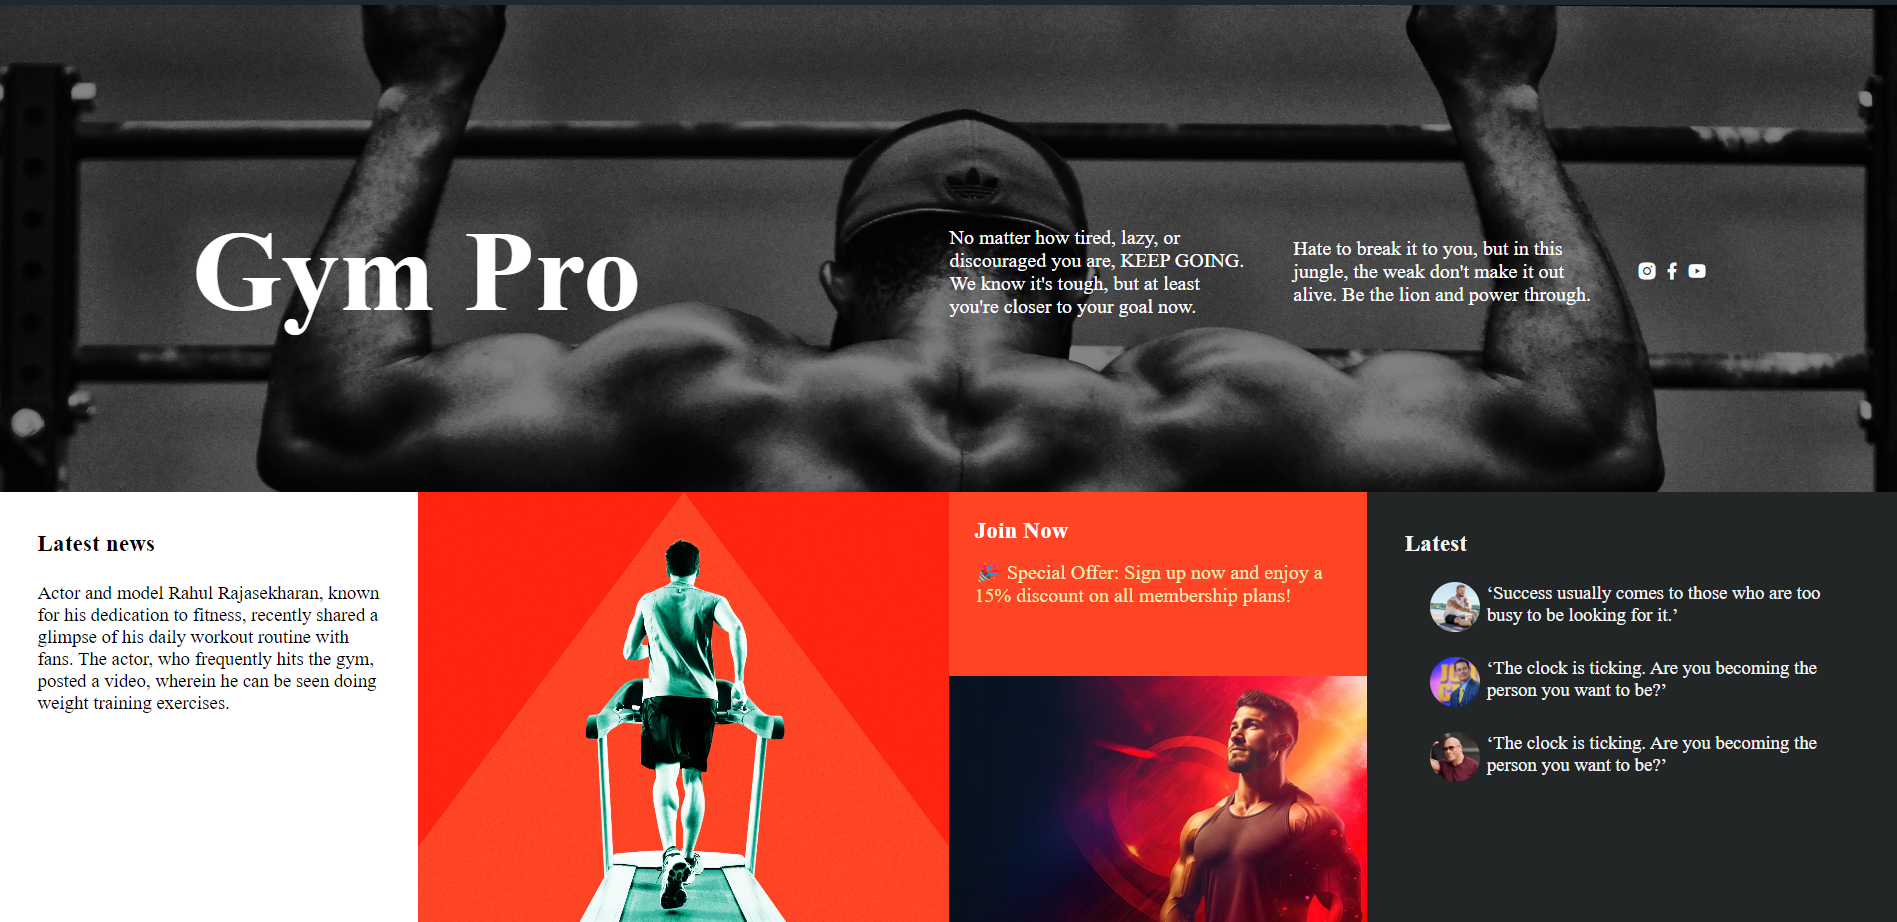 Gym Pro
No matter how tired, lazy, or
discouraged you are, KEEP GOING.
We know it's tough, but at least
you're closer to your goal now.
Hate to break it to you, but in this
jungle, the weak don't make it out
alive. Be the lion and power through.
Latest news
Actor and model Rahul Rajasekharan, known
for his dedication to fitness, recently shared a
glimpse of his daily workout routine with
fans. The actor, who frequently hits the gym,
posted a video, wherein he can be seen doing
weight training exercises.
Join Now
🎉 Special Offer: Sign up now and enjoy a
15% discount on all membership plans!
Latest
‘Success usually comes to those who are too
busy to be looking for it.’
‘The clock is ticking. Are you becoming the
person you want to be?’
‘The clock is ticking. Are you becoming the
person you want to be?’